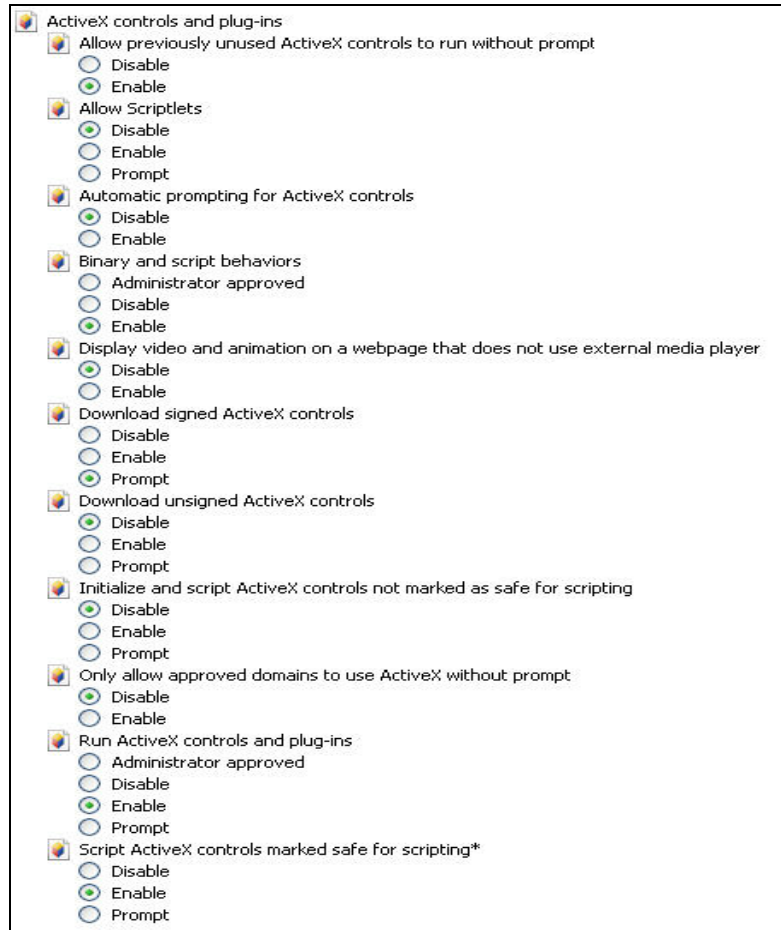 ActiveX controls and plug-ins
Allow previously unused ActiveX controls to run without prompt
Disable
Enable
Allow Scriptlets
Disable
Enable
Prompt
Automatic prompting for ActiveX controls
Disable
Enable
Binary and script behaviors
Administrator approved
Disable
Enable
Display video and animation on a webpage that does not use external media player
Disable
Enable
Download signed ActiveX controls
Disable
Enable
Prompt
Download unsigned ActiveX controls
Disable
Enable
Prompt
Initialize and script ActiveX controls not marked as safe for scripting
Disable
Enable
Prompt
Only allow approved domains to use ActiveX without prompt
Disable
Enable
Run ActiveX controls and plug-ins
Administrator approved
Disable
Enable
Prompt
Script ActiveX controls marked safe for scripting*
Disable
Enable
Prompt